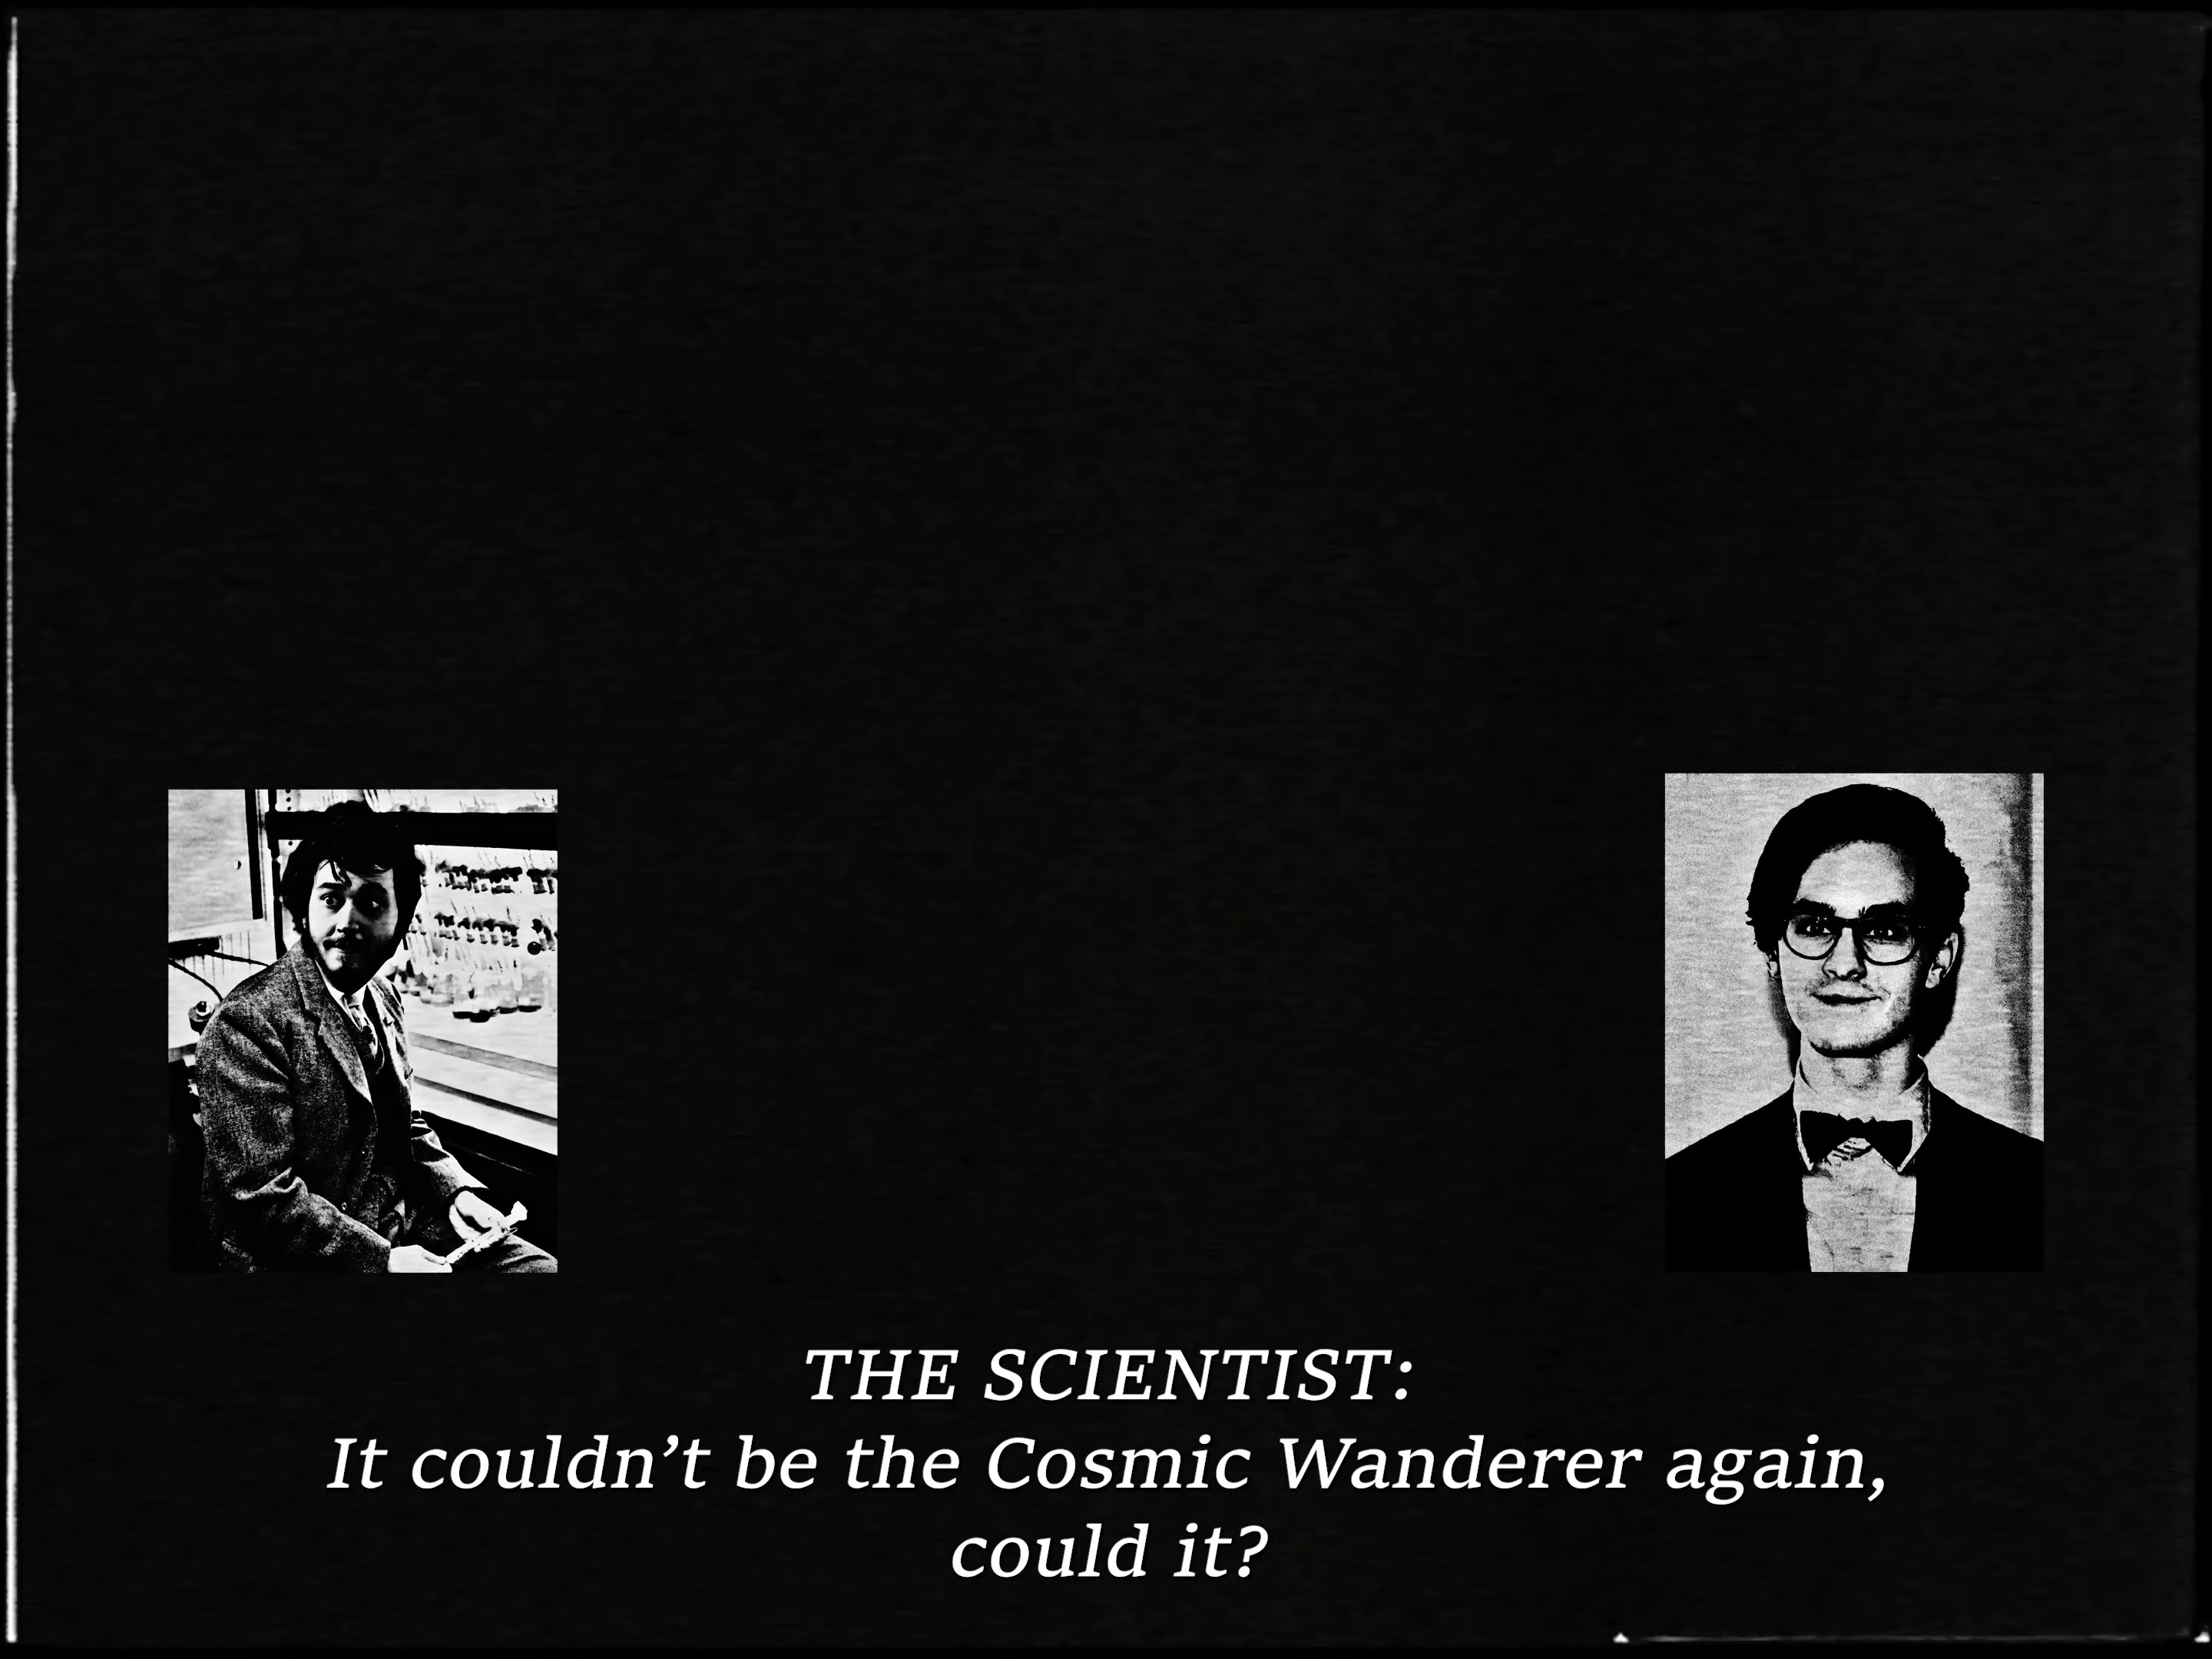 THE SCIENTIST:
It couldn’t be the Cosmic Wanderer again,
could it?